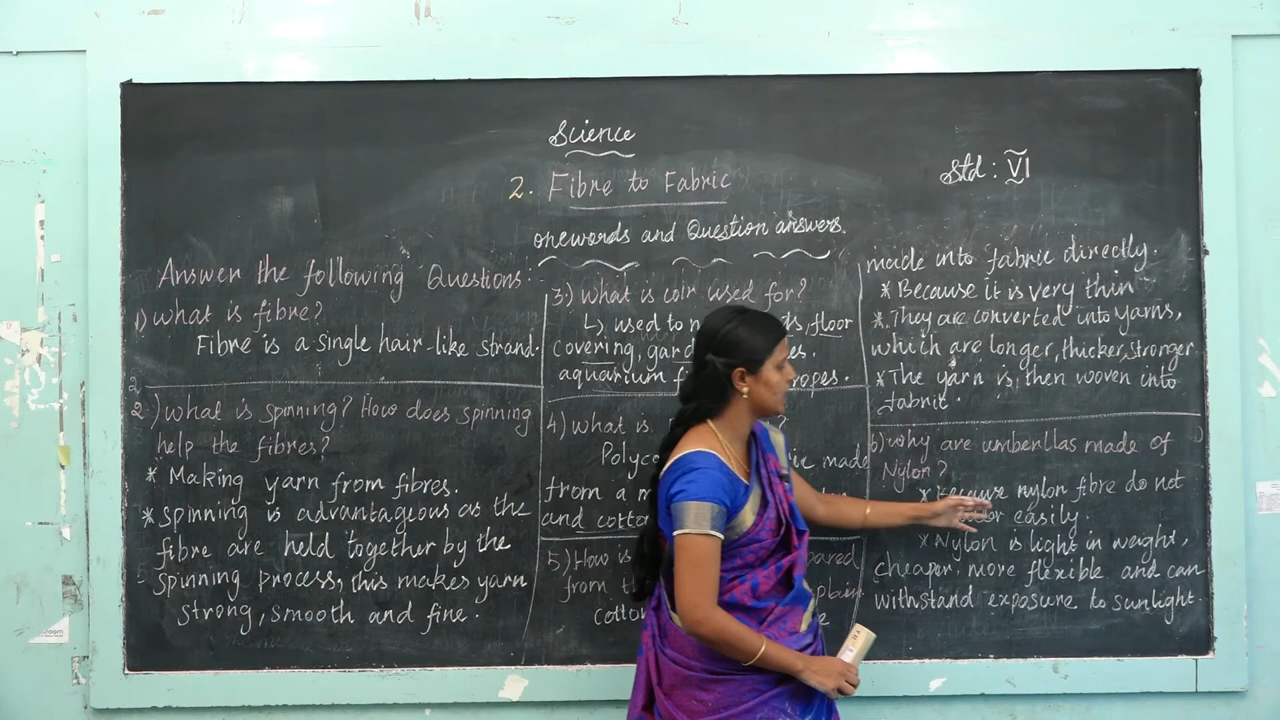 Science
Std : VI
2. Fibre to Fabric
onewords and Question answers.
Answer the following Questions:
1) What is fibre?
Fibre is a single hair-like strand.
2) What is spinning? How does spinning
help the fibres?
* Making yarn from fibres.
* Spinning is advantageous as the
fibre are held together by the
spinning process, this makes yarn
strong, smooth and fine.
3) What is coir used for?
used to floor
covering,
aquarium ropes.
4) What is ?
made
from a
and
5) How is
from
made into fabric directly.
* Because it is very thin
* They are converted into yarns,
which are longer, thicker, stronger
* The yarn is then woven into
fabric.
6) Why are umberllas made of
Nylon?
* nylon fibre do not
easily.
* Nylon is light in weight,
cheaper more flexible and can
withstand exposure to sunlight.